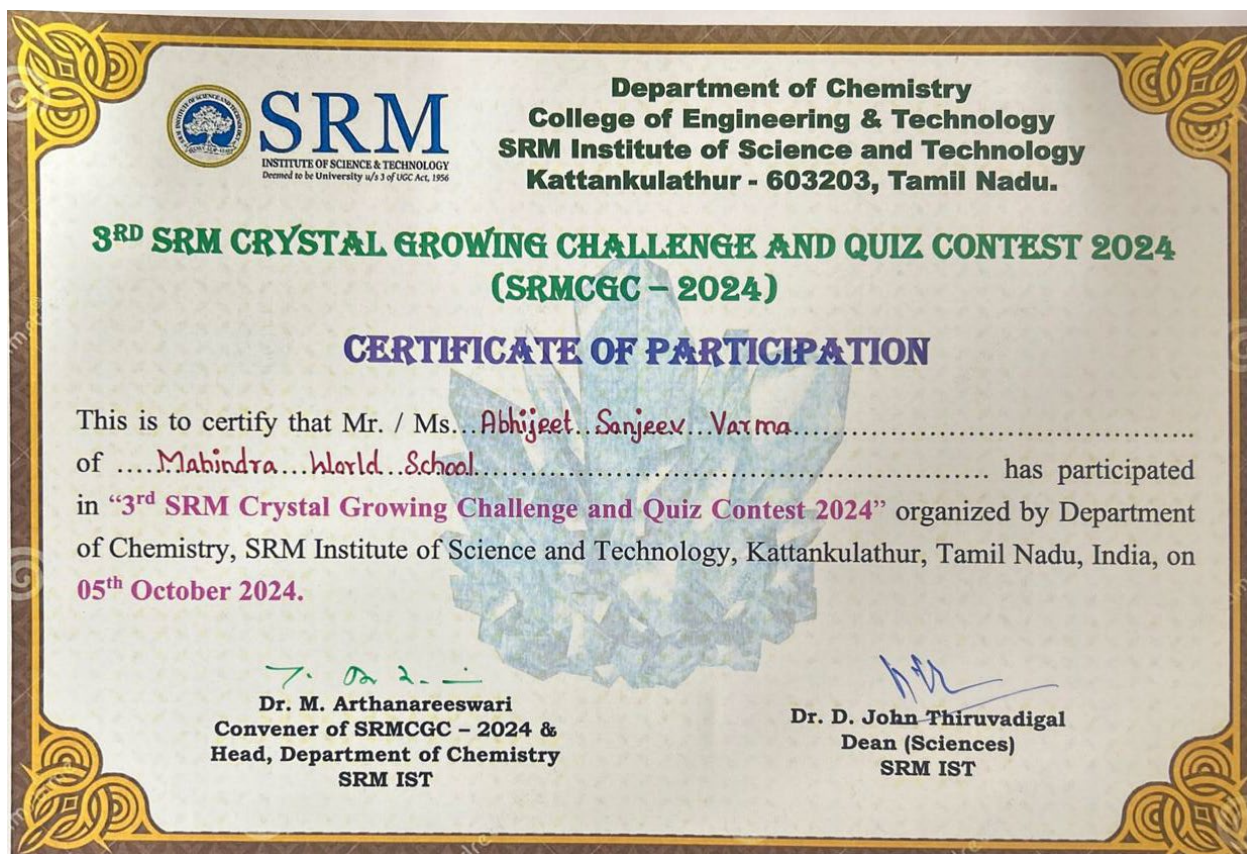 SRM
INSTITUTE OF SCIENCE & TECHNOLOGY
Deemed to be University u/s 3 of UGC Act, 1956
Department of Chemistry
College of Engineering & Technology
SRM Institute of Science and Technology
Kattankulathur - 603203, Tamil Nadu.
3RD SRM CRYSTAL GROWING CHALLENGE AND QUIZ CONTEST 2024
(SRMCGC – 2024)
CERTIFICATE OF PARTICIPATION
This is to certify that Mr. / Ms...Abhijeet..Sanjeev...Varma..........................................
of ....Mahindra...World..School...................................................... has participated
in “3rd SRM Crystal Growing Challenge and Quiz Contest 2024” organized by Department
of Chemistry, SRM Institute of Science and Technology, Kattankulathur, Tamil Nadu, India, on
05th October 2024.
Dr. M. Arthanareeswari
Convener of SRMCGC – 2024 &
Head, Department of Chemistry
SRM IST
Dr. D. John Thiruvadigal
Dean (Sciences)
SRM IST